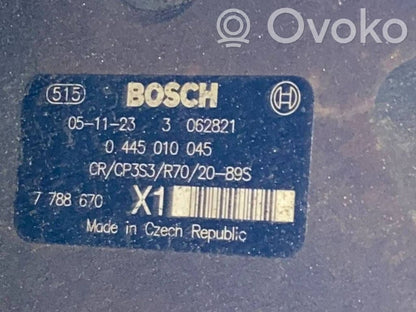 Ovoko
515 BOSCH
05-11-23 3 062821
0 445 010 045
CR/CP3S3/R70/20-89S
7 788 670 X1
Made in Czech Republic